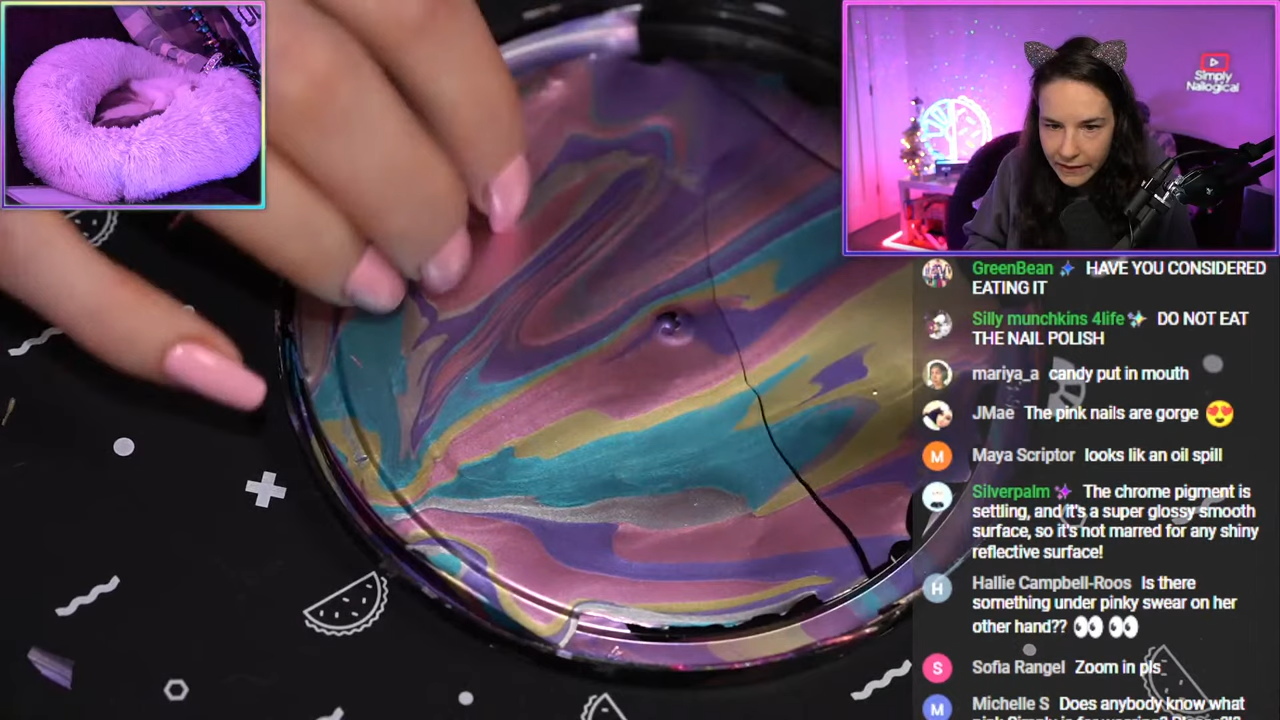 Simply
Nailogical
GreenBean HAVE YOU CONSIDERED
EATING IT
Silly munchkins 4life DO NOT EAT
THE NAIL POLISH
mariya_a candy put in mouth
JMae The pink nails are gorge 😍
M Maya Scriptor looks lik an oil spill
Silverpalm The chrome pigment is
settling, and it's a super glossy smooth
surface, so it's not marred for any shiny
reflective surface!
H Hallie Campbell-Roos Is there
something under pinky swear on her
other hand?? 👀 👀
S Sofia Rangel Zoom in pls
M Michelle S Does anybody know what